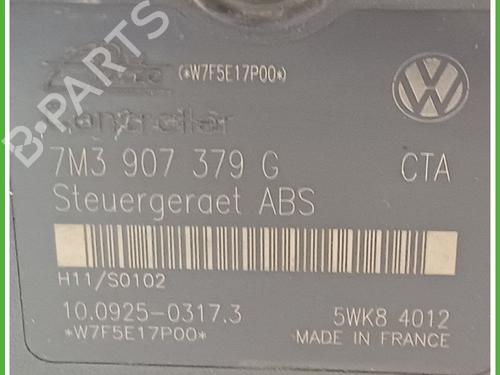 (*W7F5E17P00*)
Controller
7M3 907 379 G CTA
Steuergeraet ABS
H11/S0102
10.0925-0317.3 5WK8 4012
*W7F5E17P00* MADE IN FRANCE
B-PARTS